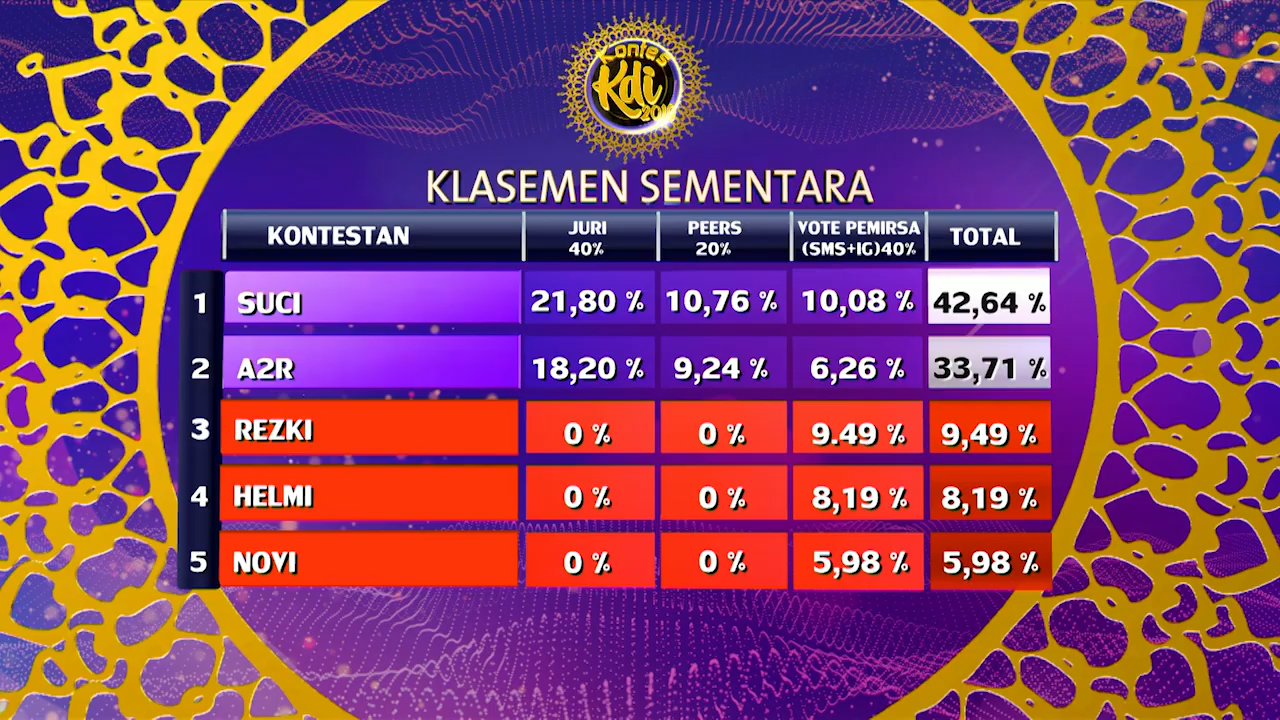 Kontes
Kdi
KLASEMEN SEMENTARA
KONTESTAN JURI 40% PEERS 20% VOTE PEMIRSA (SMS+IG)40% TOTAL
1 SUCI 21,80 % 10,76 % 10,08 % 42,64 %
2 A2R 18,20 % 9,24 % 6,26 % 33,71 %
3 REZKI 0 % 0 % 9.49 % 9,49 %
4 HELMI 0 % 0 % 8,19 % 8,19 %
5 NOVI 0 % 0 % 5,98 % 5,98 %